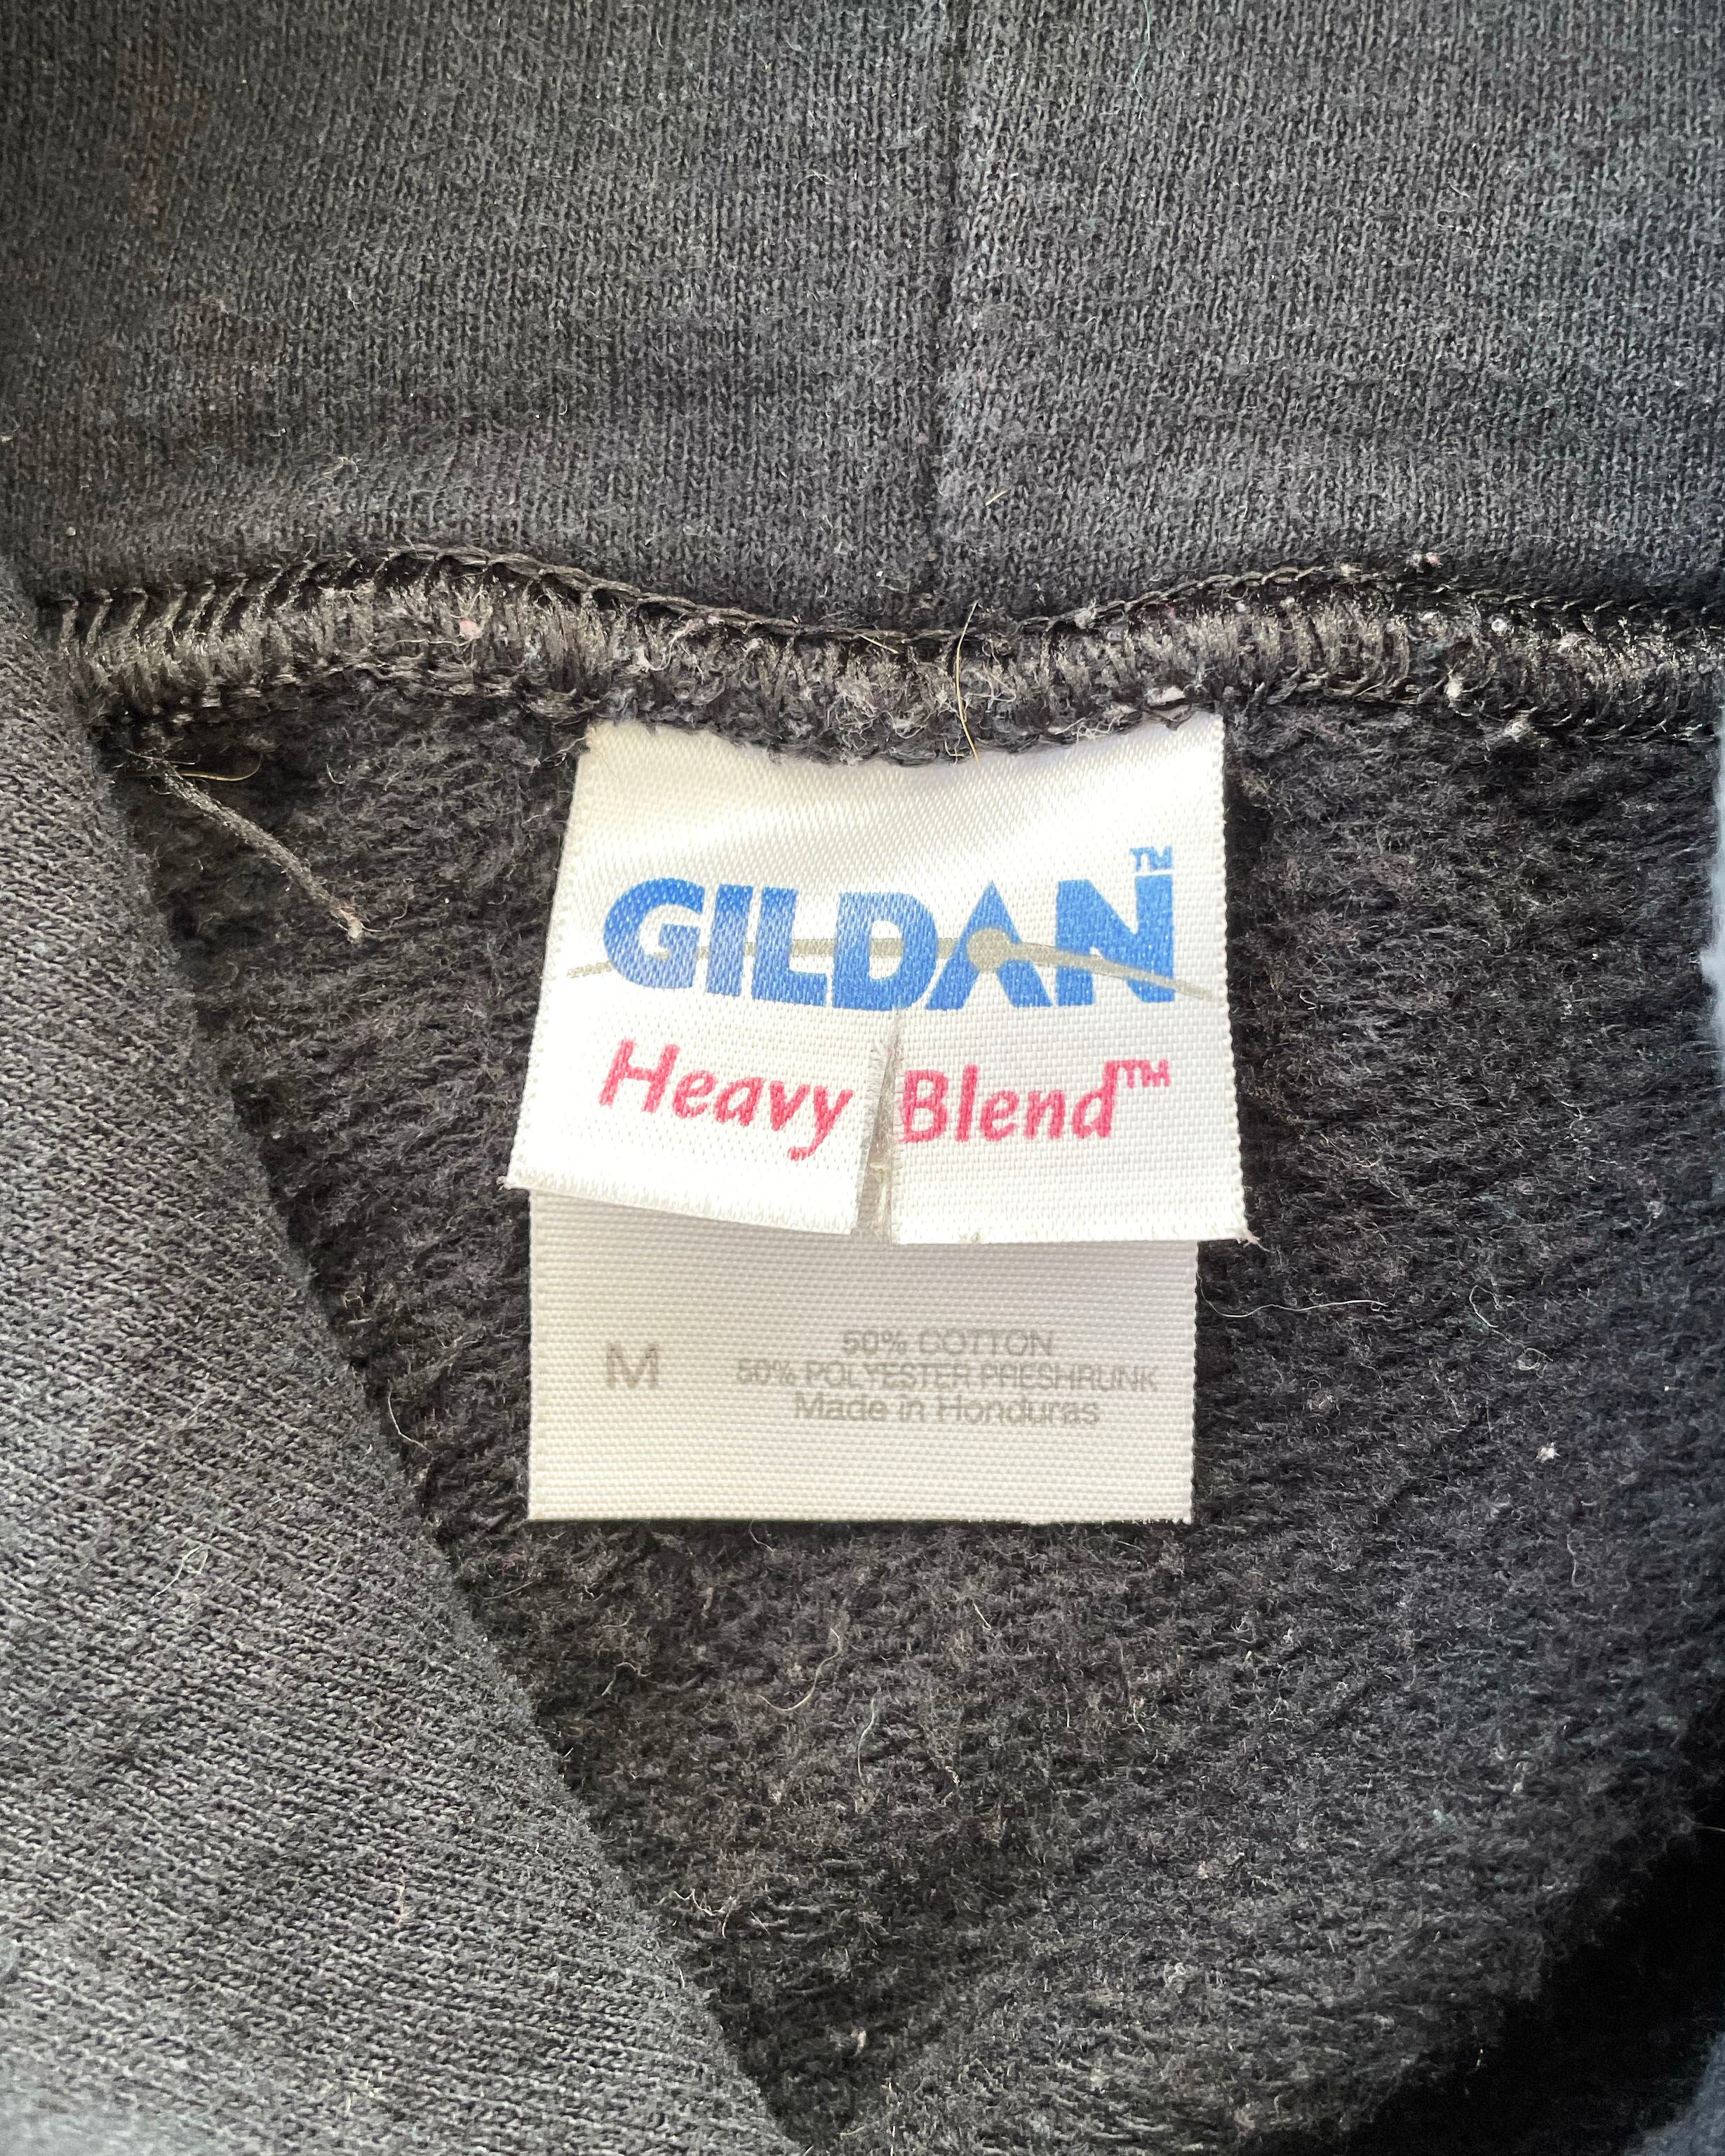 GILDAN™
Heavy Blend™
M
50% COTTON
50% POLYESTER PRESHRUNK
Made in Honduras